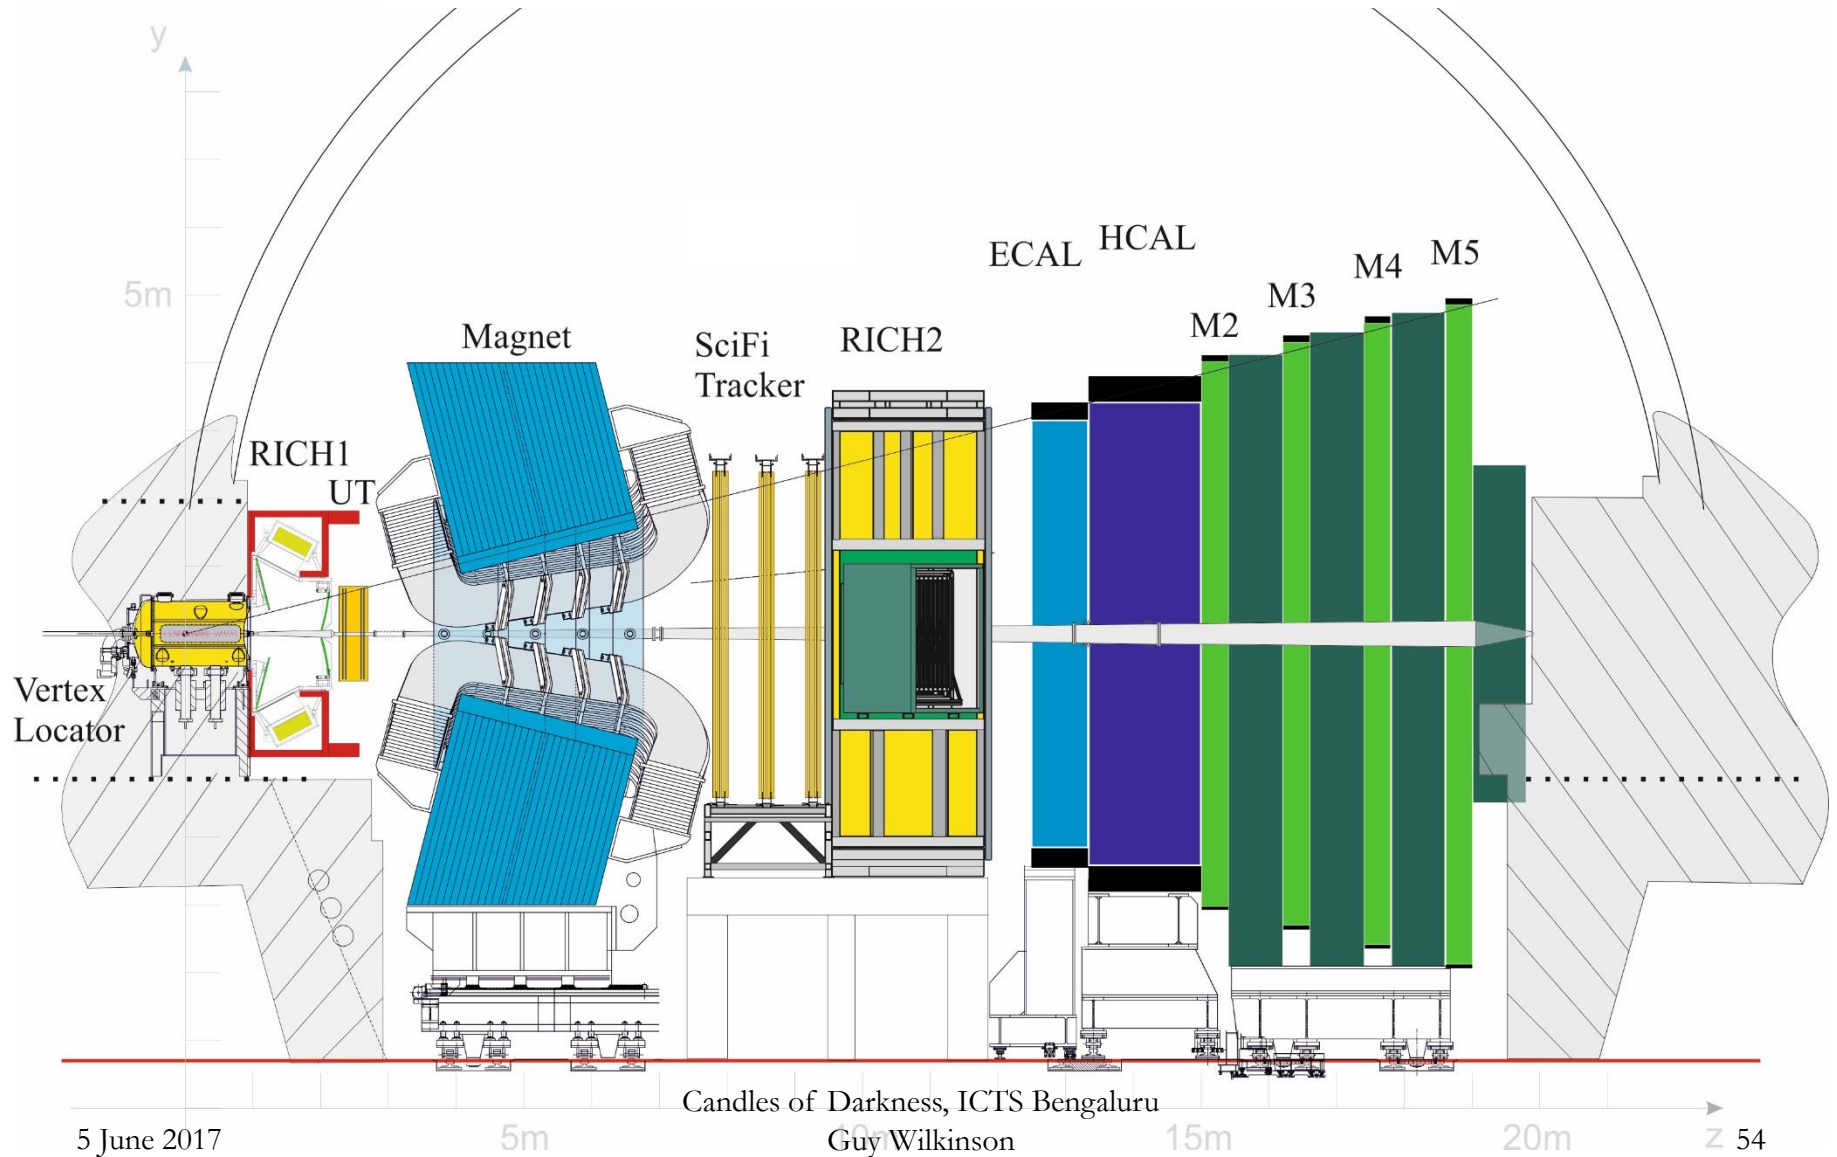 y
5m
ECAL
HCAL
M2
M3
M4
M5
Magnet
SciFi
Tracker
RICH2
RICH1
UT
Vertex
Locator
Candles of Darkness, ICTS Bengaluru
5 June 2017
5m
10m
Guy Wilkinson
15m
20m
z
54